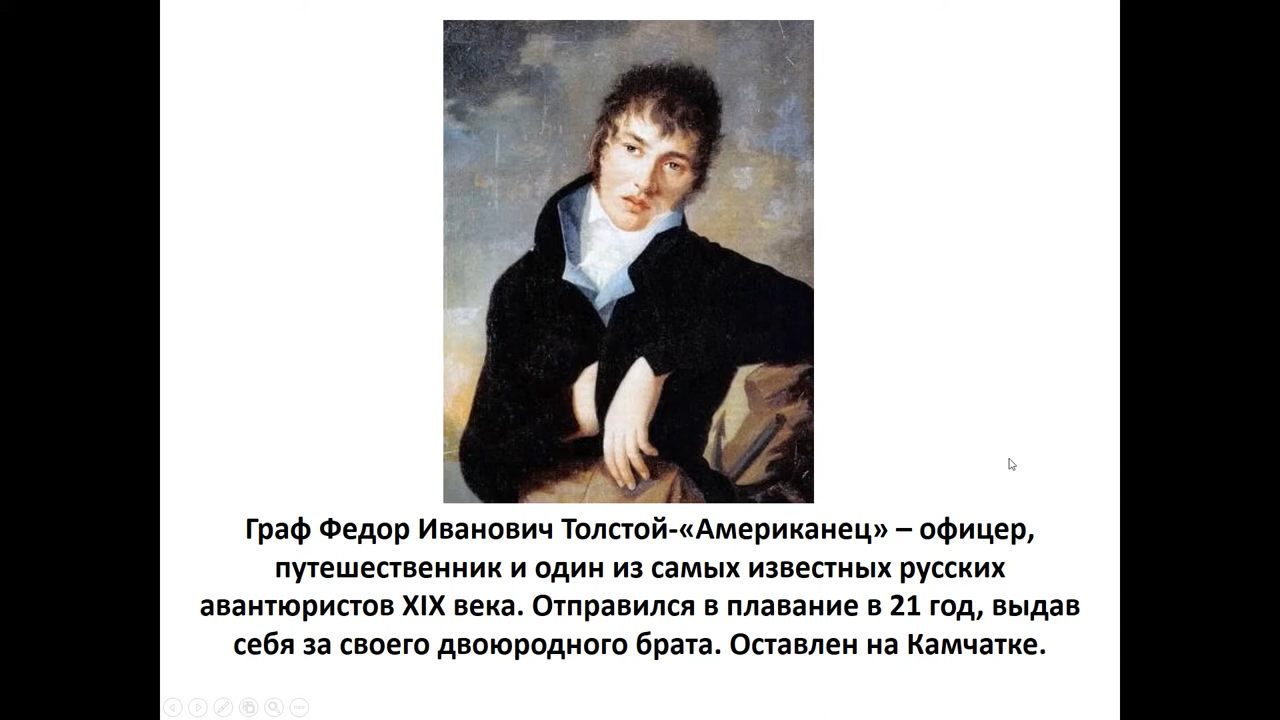 Граф Федор Иванович Толстой-«Американец» – офицер,
путешественник и один из самых известных русских
авантюристов XIX века. Отправился в плавание в 21 год, выдав
себя за своего двоюродного брата. Оставлен на Камчатке.